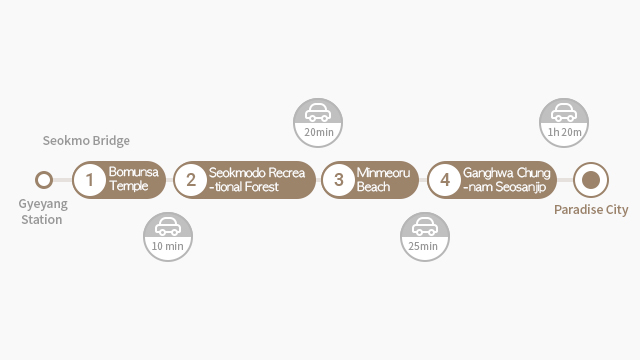 Seokmo Bridge
Gyeyang
Station
1
Bomunsa
-Temple
10 min
2
Seokmodo Recrea
-tional Forest
20min
3
Minmeoru
Beach
25min
4
Ganghwa Chung
-nam Seosanjip
1h 20m
Paradise City